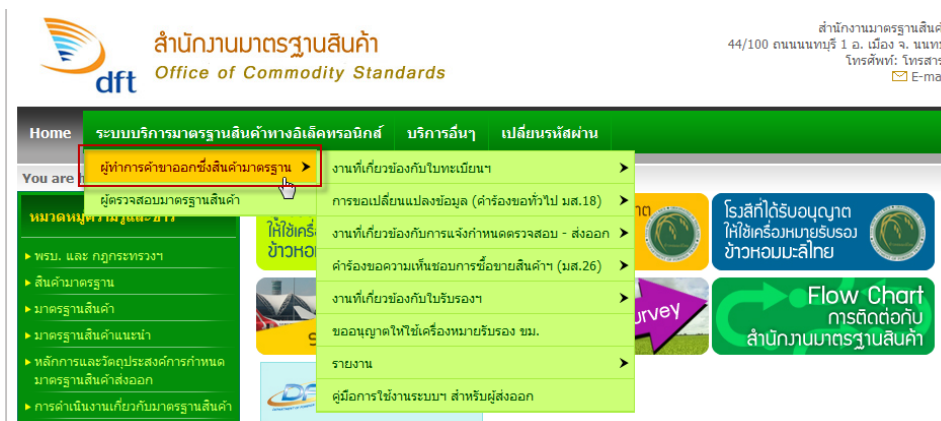 สำนักงานมาตรฐานสินค้า
Office of Commodity Standards
dft
สำนักงานมาตรฐานสินค้
44/100 ถนนนนทบุรี 1 อ. เมือง จ. นนท
โทรศัพท์: โทรสาร
E-ma
Home ระบบบริการมาตรฐานสินค้าทางอิเล็คทรอนิกส์ บริการอื่นๆ เปลี่ยนรหัสผ่าน
You are h
ผู้ทำการค้าขาออกซึ่งสินค้ามาตรฐาน
ผู้ตรวจสอบมาตรฐานสินค้า
งานที่เกี่ยวข้องกับใบทะเบียนฯ
การขอเปลี่ยนแปลงข้อมูล (คำร้องขอทั่วไป มส.18)
งานที่เกี่ยวข้องกับการแจ้งกำหนดตรวจสอบ - ส่งออก
คำร้องขอความเห็นชอบการซื้อขายสินค้าฯ (มส.26)
งานที่เกี่ยวข้องกับใบรับรองฯ
ขออนุญาตให้ใช้เครื่องหมายรับรอง ขม.
รายงาน
คู่มือการใช้งานระบบฯ สำหรับผู้ส่งออก
พรบ. และ กฎกระทรวงฯ
สินค้ามาตรฐาน
มาตรฐานสินค้า
มาตรฐานสินค้าแนะนำ
หลักการและวัตถุประสงค์การกำหนด
มาตรฐานสินค้าส่งออก
การดำเนินงานเกี่ยวกับมาตรฐานสินค้า
ให้ใช้เครื
ข้าวหอ
โรงสีที่ได้รับอนุญาต
ให้ใช้เครื่องหมายรับรอง
ข้าวหอมมะลิไทย
urvey
Flow Chart
การติดต่อกับ
สำนักงานมาตรฐานสินค้า